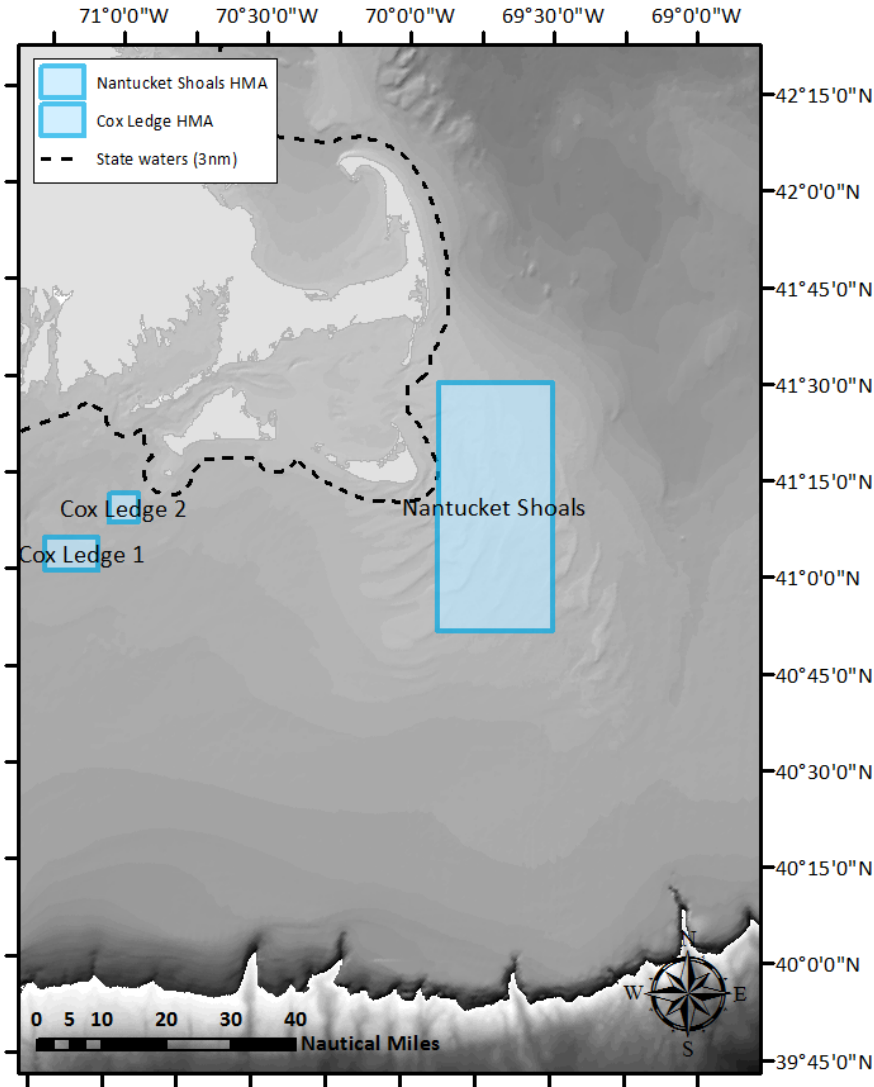 71°0'0"W 70°30'0"W 70°0'0"W 69°30'0"W 69°0'0"W
Nantucket Shoals HMA
Cox Ledge HMA
State waters (3nm)
42°15'0"N
42°0'0"N
41°45'0"N
41°30'0"N
41°15'0"N
Cox Ledge 2
Nantucket Shoals
Cox Ledge 1
41°0'0"N
40°45'0"N
40°30'0"N
40°15'0"N
40°0'0"N
N
W E
S
0 5 10 20 30 40
Nautical Miles
39°45'0"N